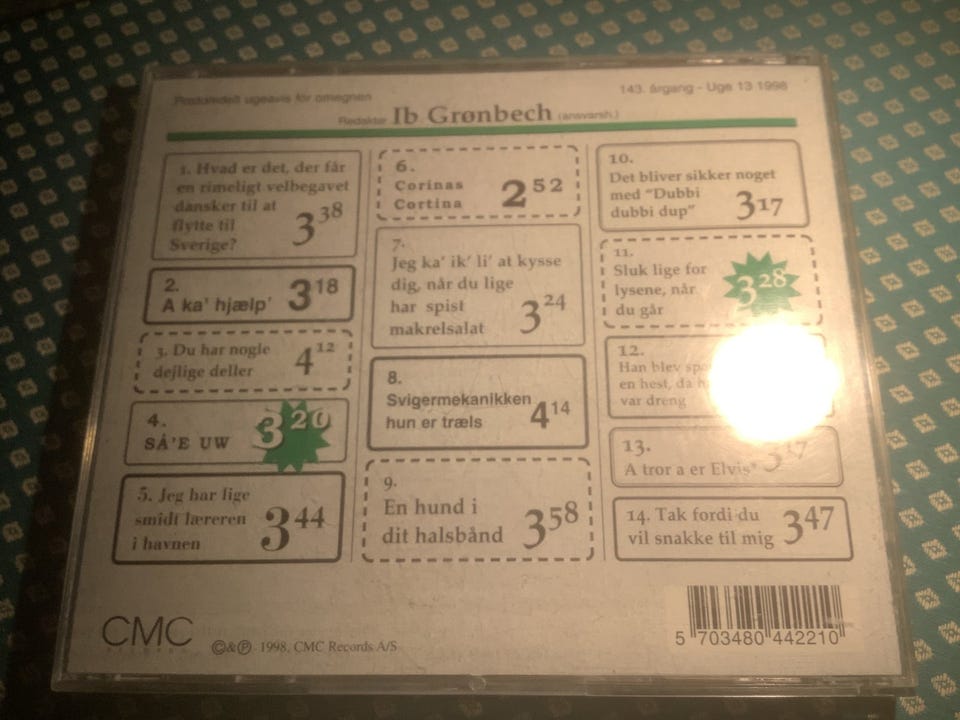 Postomdelt ugeavis for omegnen
143. årgang - Uge 13 1998
Redaktør Ib Grønbech (ansvarsh.)
1. Hvad er det, der får
en rimeligt velbegavet
dansker til at
flytte til
Sverige?
3 38
2.
A ka' hjælp' 3 18
3. Du har nogle
dejlige deller
4 12
4.
SÅ'E UW
3 20
5. Jeg har lige
smidt læreren
i havnen
3 44
6.
Corinas
Cortina
2 52
7.
Jeg ka' ik' li' at kysse
dig, når du lige
har spist
makrelsalat
3 24
8.
Svigermekanikken
hun er træls
4 14
9.
En hund i
dit halsbånd
3 58
10.
Det bliver sikker noget
med "Dubbi
dubbi dup"
3 17
11.
Sluk lige for
lysene, når
du går
3 28
12.
Han blev
en hest, da
var dreng
13.
A tror a er Elvis*
3 17
14. Tak fordi du
vil snakke til mig
3 47
CMC
RECORDS
©&℗ 1998, CMC Records A/S
5 703480 442210